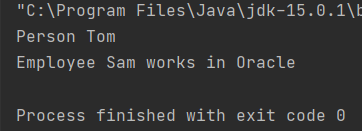 "C:\Program Files\Java\jdk-15.0.1\b
Person Tom
Employee Sam works in Oracle
Process finished with exit code 0